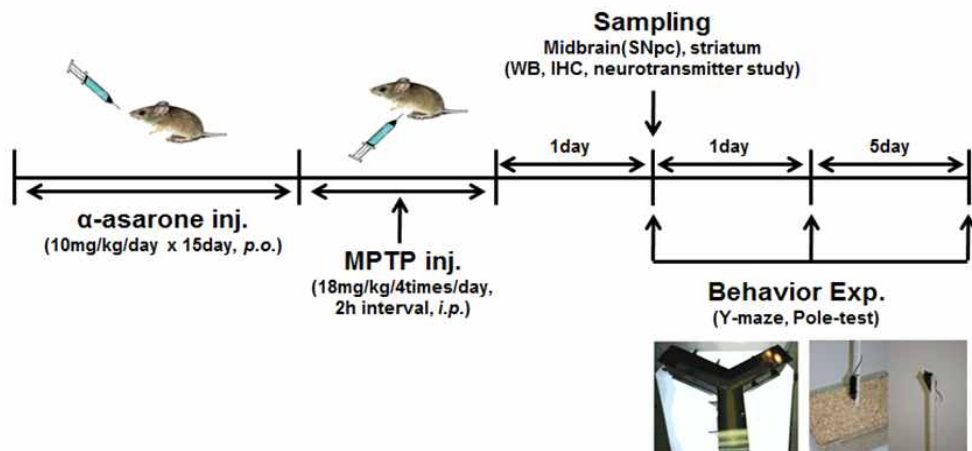 Sampling
Midbrain(SNpc), striatum
(WB, IHC, neurotransmitter study)
1day
1day
5day
α-asarone inj.
(10mg/kg/day x 15day, p.o.)
MPTP inj.
(18mg/kg/4times/day,
2h interval, i.p.)
Behavior Exp.
(Y-maze, Pole-test)